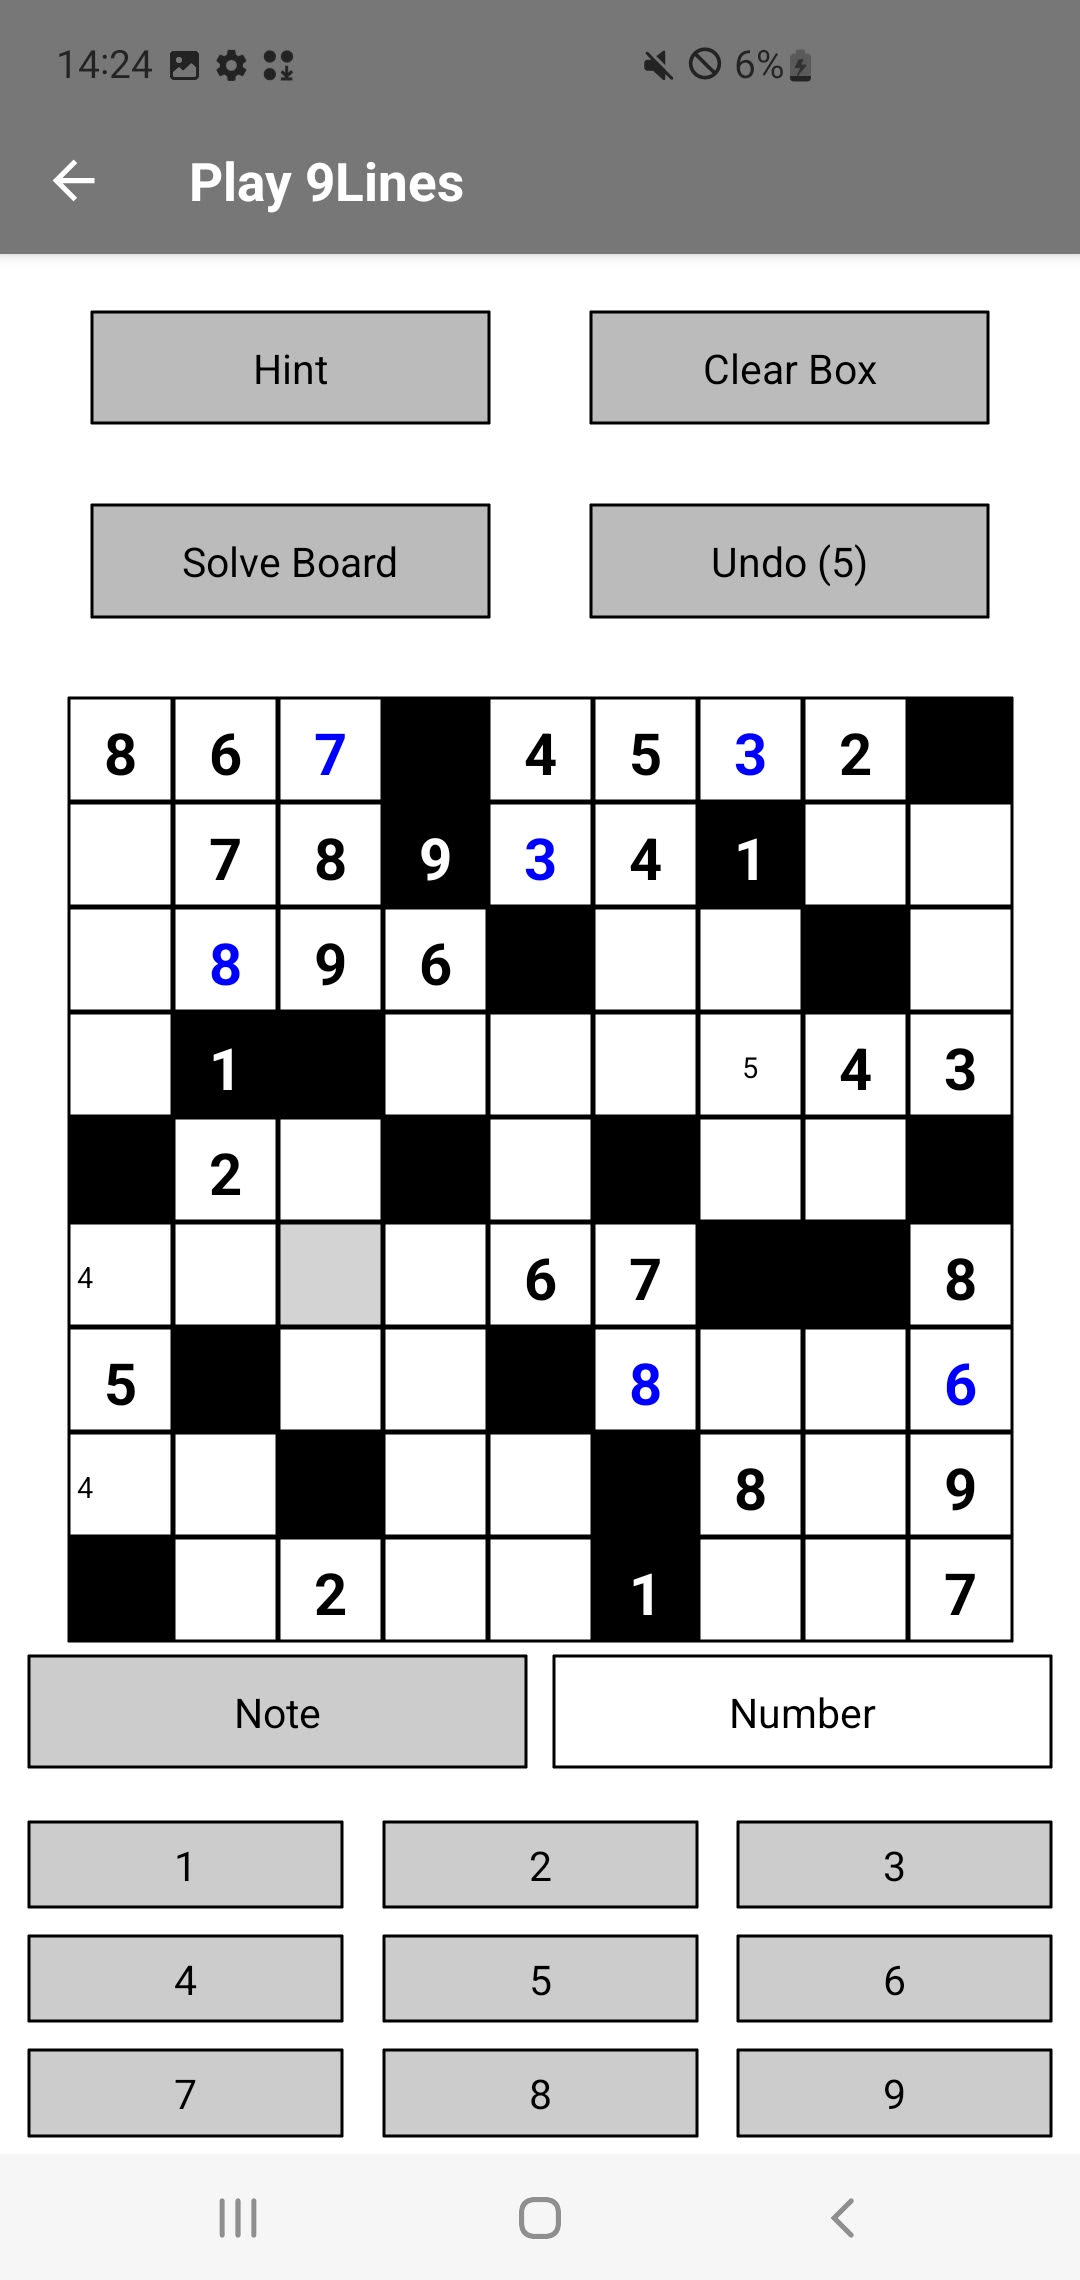 14:24 6%
Play 9Lines
Hint Clear Box
Solve Board Undo (5)
8 6 7 4 5 3 2
7 8 9 3 4 1
8 9 6
1 5 4 3
2
4 6 7 8
5 8 6
4 8 9
2 1 7
Note Number
1 2 3
4 5 6
7 8 9